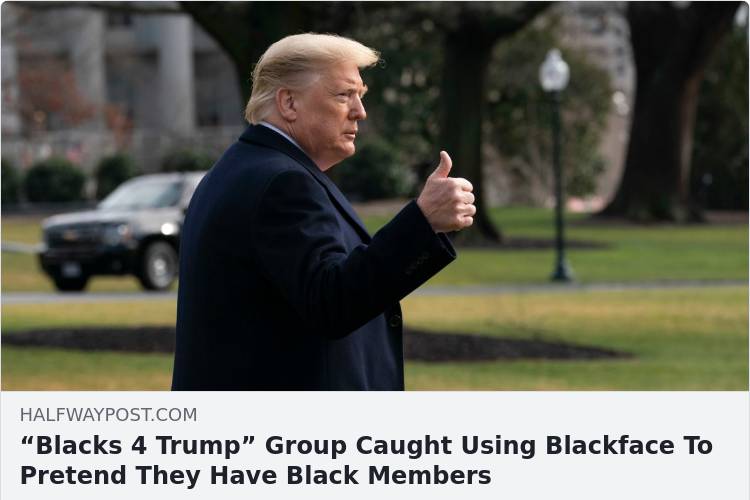 HALFWAYPOST.COM
“Blacks 4 Trump” Group Caught Using Blackface To
Pretend They Have Black Members